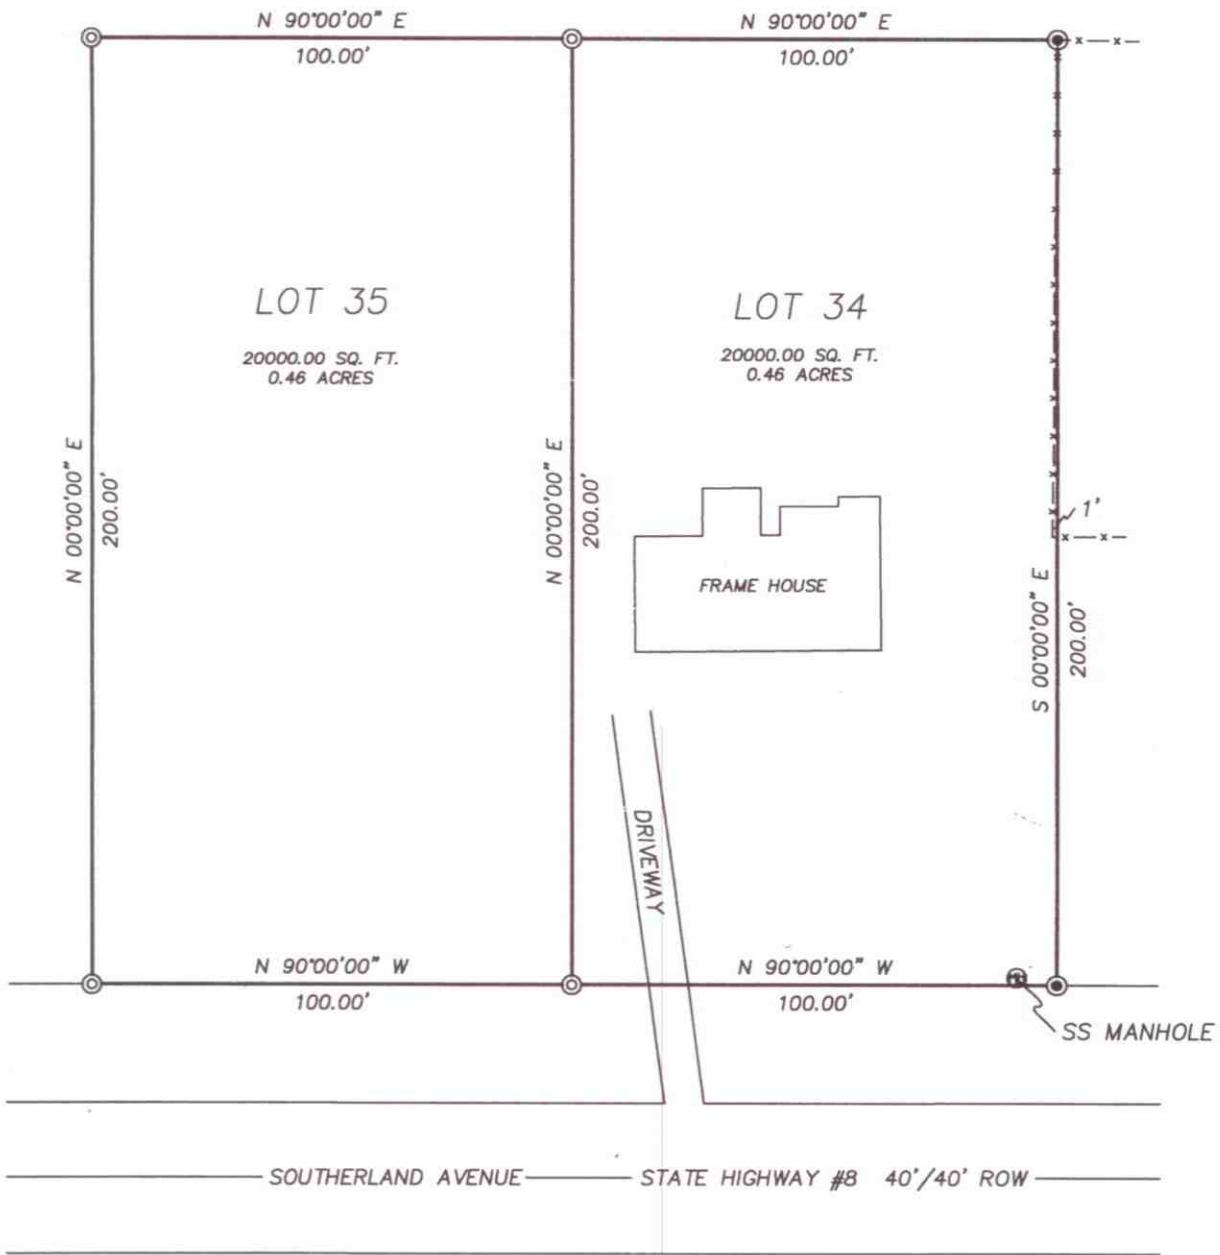 N 90°00'00" E
100.00'
N 90°00'00" E
100.00'
LOT 35
20000.00 SQ. FT.
0.46 ACRES
LOT 34
20000.00 SQ. FT.
0.46 ACRES
N 00°00'00" E
200.00'
N 00°00'00" E
200.00'
1'
FRAME HOUSE
S 00°00'00" E
200.00'
DRIVEWAY
N 90°00'00" W
100.00'
N 90°00'00" W
100.00'
SS MANHOLE
SOUTHERLAND AVENUE
STATE HIGHWAY #8 40'/40' ROW